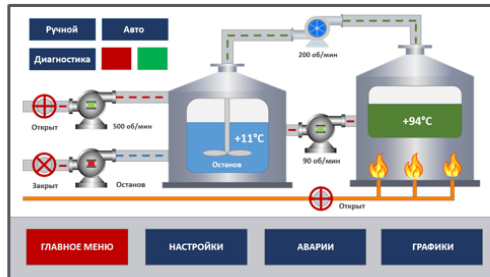 Ручной
Авто
Диагностика
200 об/мин
Открыт
500 об/мин
+11°C
Останов
90 об/мин
+94°C
Закрыт
Останов
Открыт
ГЛАВНОЕ МЕНЮ
НАСТРОЙКИ
АВАРИИ
ГРАФИКИ